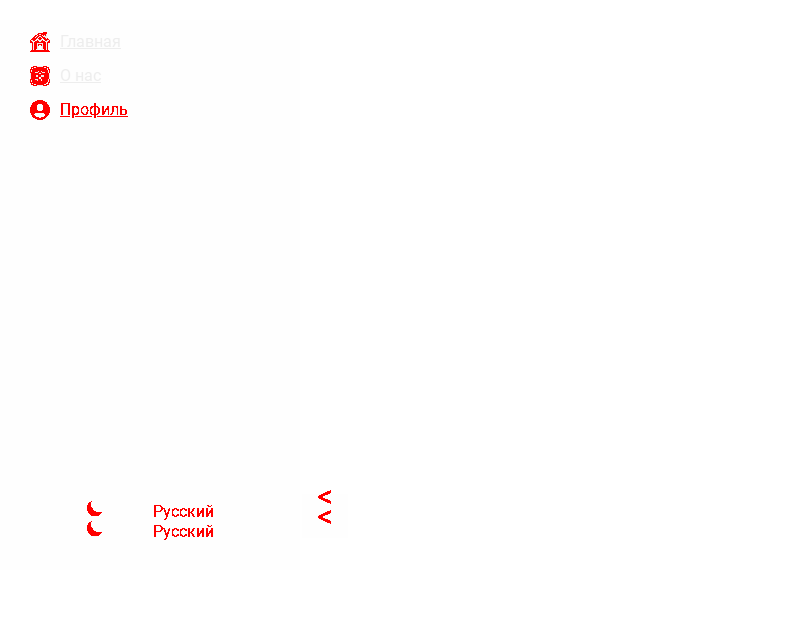 Главная
О нас
Профиль
Русский <
Русский <